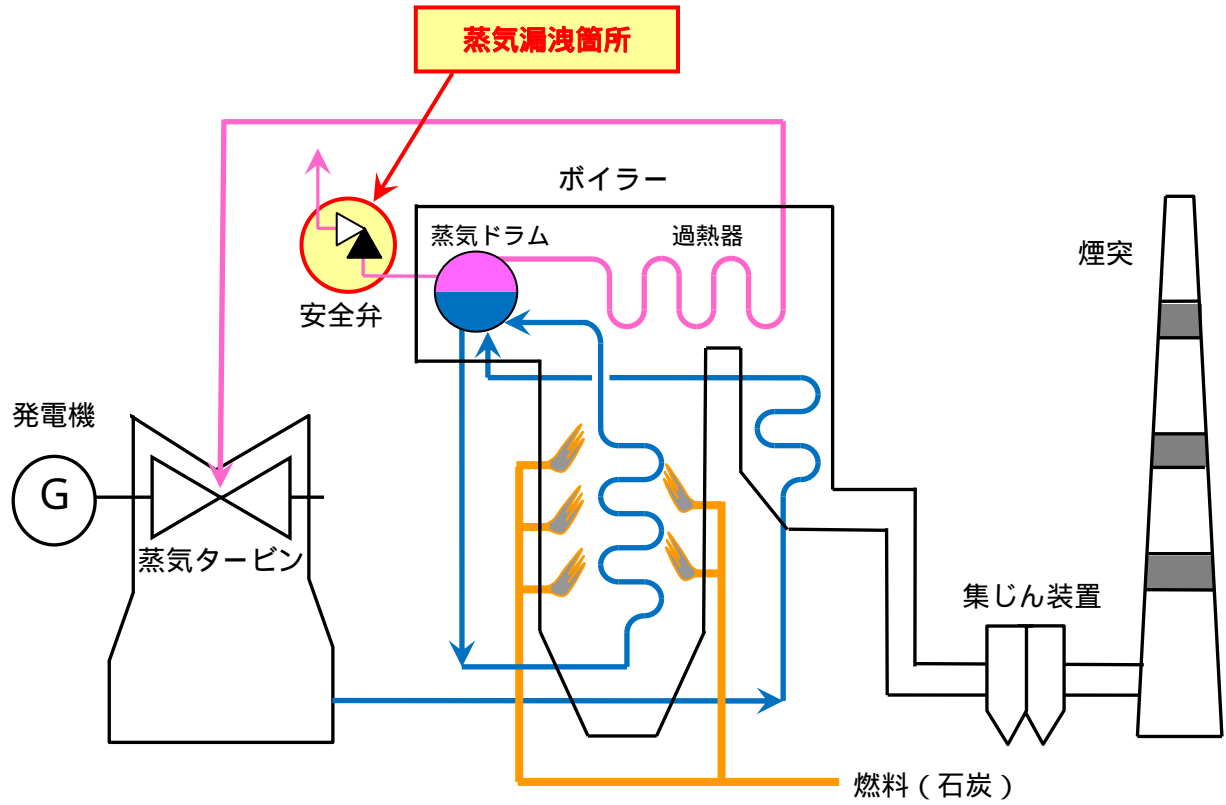 蒸気漏洩箇所
ボイラー
蒸気ドラム
過熱器
煙突
安全弁
発電機
G
蒸気タービン
集じん装置
燃料(石炭)